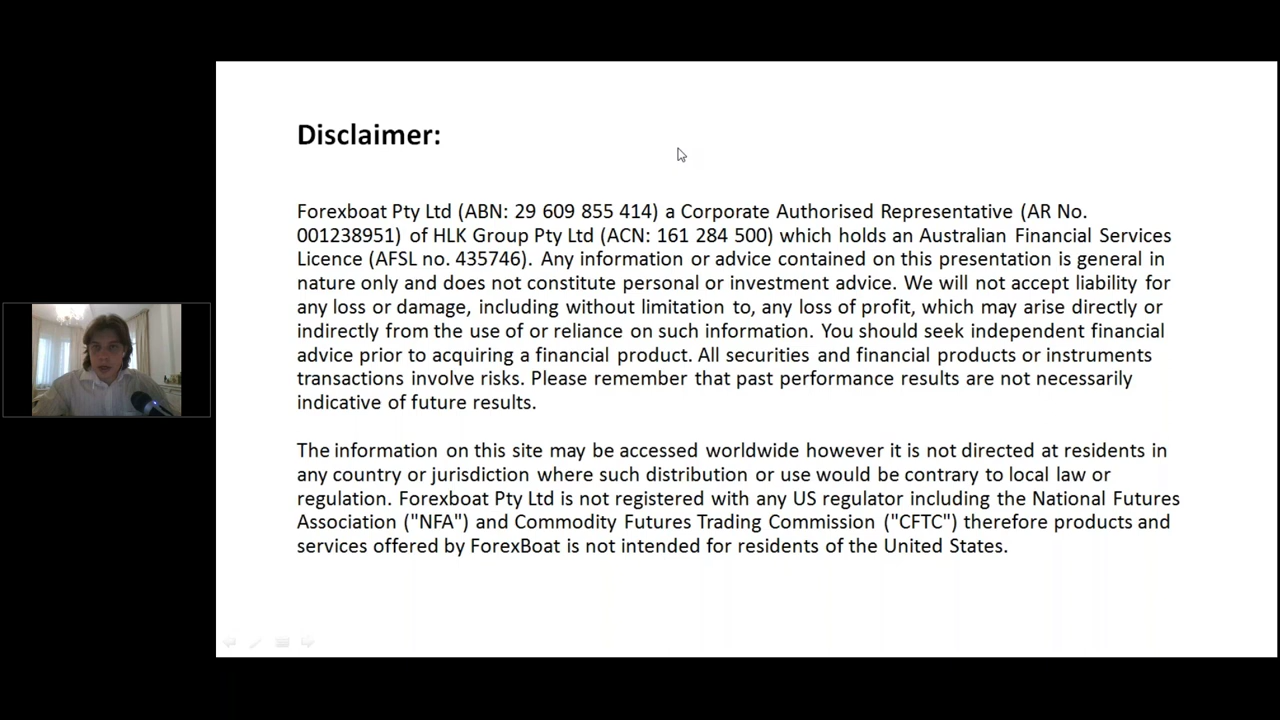 Disclaimer:
Forexboat Pty Ltd (ABN: 29 609 855 414) a Corporate Authorised Representative (AR No.
001238951) of HLK Group Pty Ltd (ACN: 161 284 500) which holds an Australian Financial Services
Licence (AFSL no. 435746). Any information or advice contained on this presentation is general in
nature only and does not constitute personal or investment advice. We will not accept liability for
any loss or damage, including without limitation to, any loss of profit, which may arise directly or
indirectly from the use of or reliance on such information. You should seek independent financial
advice prior to acquiring a financial product. All securities and financial products or instruments
transactions involve risks. Please remember that past performance results are not necessarily
indicative of future results.
The information on this site may be accessed worldwide however it is not directed at residents in
any country or jurisdiction where such distribution or use would be contrary to local law or
regulation. Forexboat Pty Ltd is not registered with any US regulator including the National Futures
Association ("NFA") and Commodity Futures Trading Commission ("CFTC") therefore products and
services offered by ForexBoat is not intended for residents of the United States.